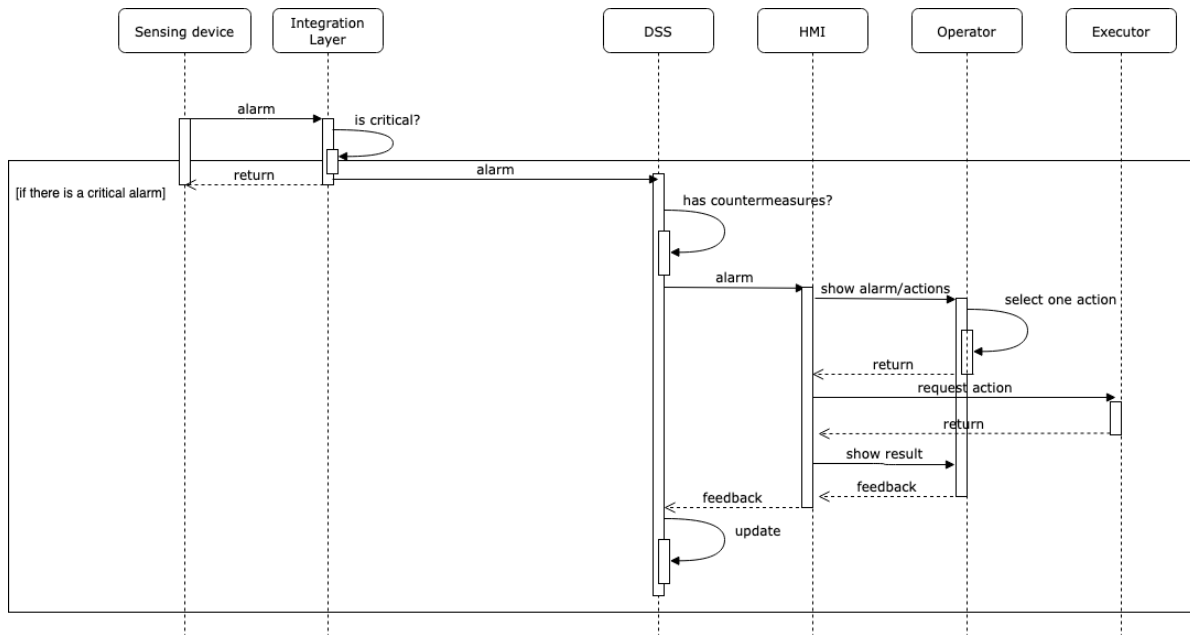 Sensing device
Integration
Layer
DSS
HMI
Operator
Executor
alarm
is critical?
return
alarm
[if there is a critical alarm]
has countermeasures?
alarm
show alarm/actions
select one action
return
request action
return
show result
feedback
feedback
update